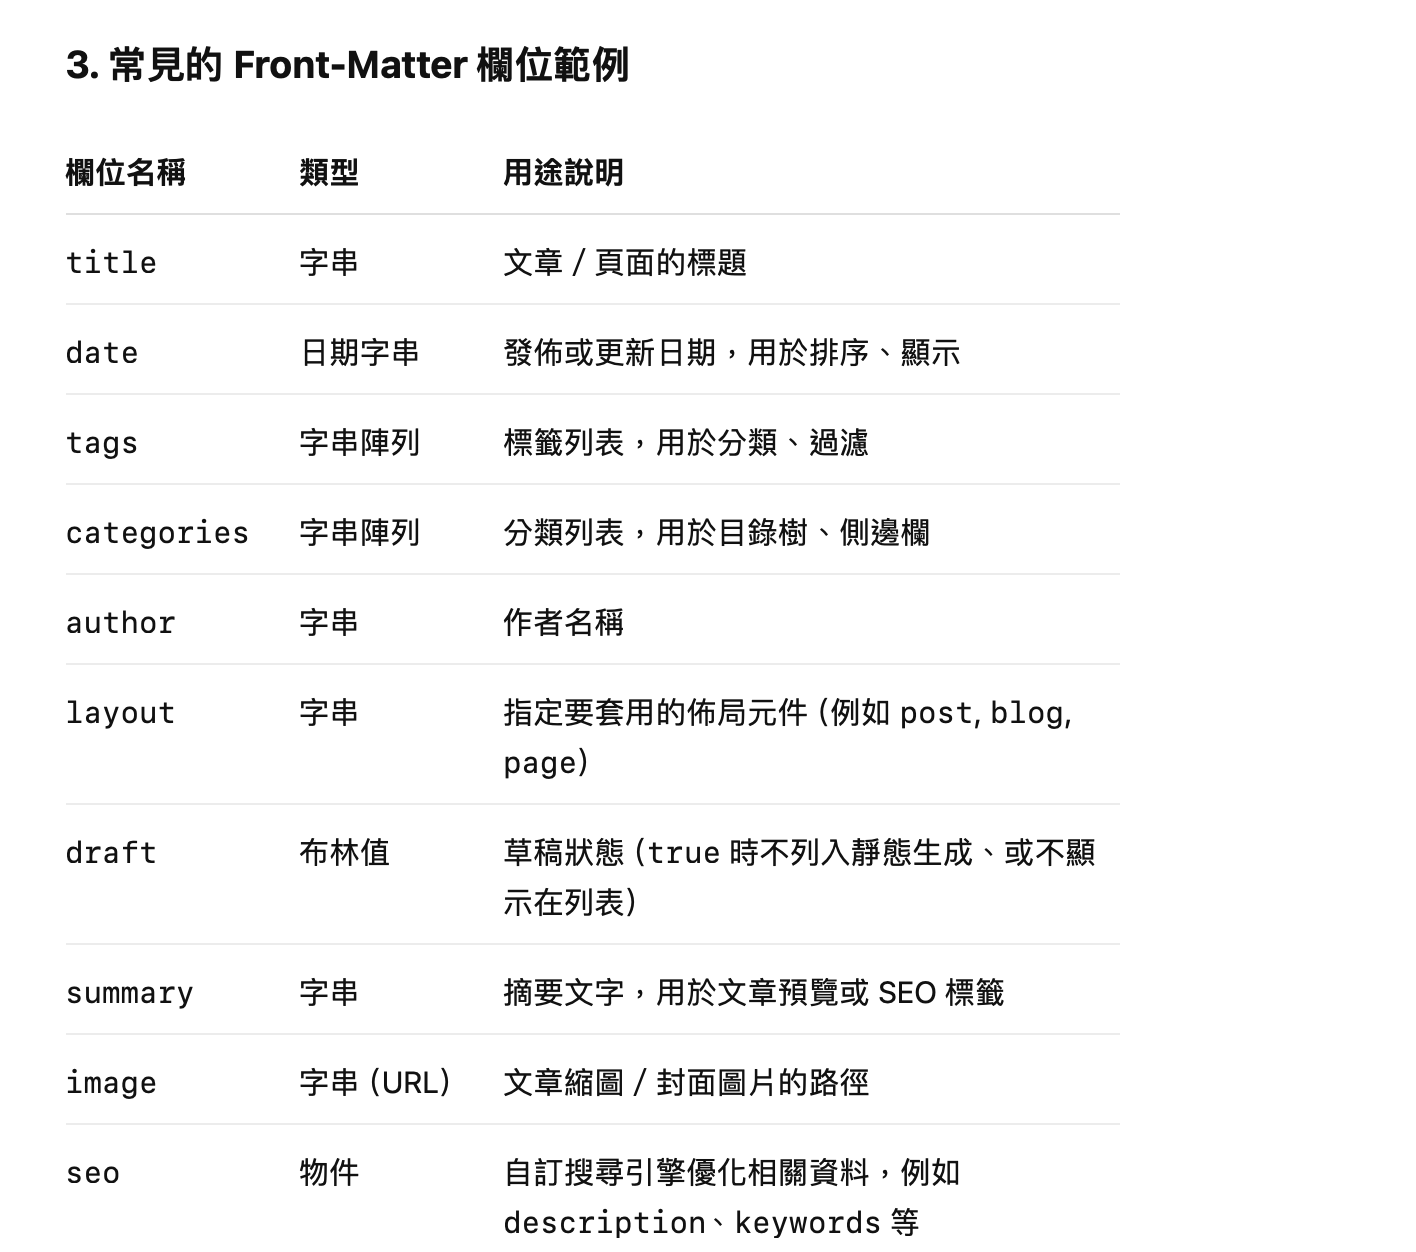 3. 常見的 Front-Matter 欄位範例
欄位名稱 類型 用途說明
title 字串 文章 / 頁面的標題
date 日期字串 發佈或更新日期，用於排序、顯示
tags 字串陣列 標籤列表，用於分類、過濾
categories 字串陣列 分類列表，用於目錄樹、側邊欄
author 字串 作者名稱
layout 字串 指定要套用的佈局元件 (例如 post, blog,
page)
draft 布林值 草稿狀態 (true 時不列入靜態生成、或不顯
示在列表)
summary 字串 摘要文字，用於文章預覽或 SEO 標籤
image 字串 (URL) 文章縮圖 / 封面圖片的路徑
seo 物件 自訂搜尋引擎優化相關資料，例如
description、keywords 等